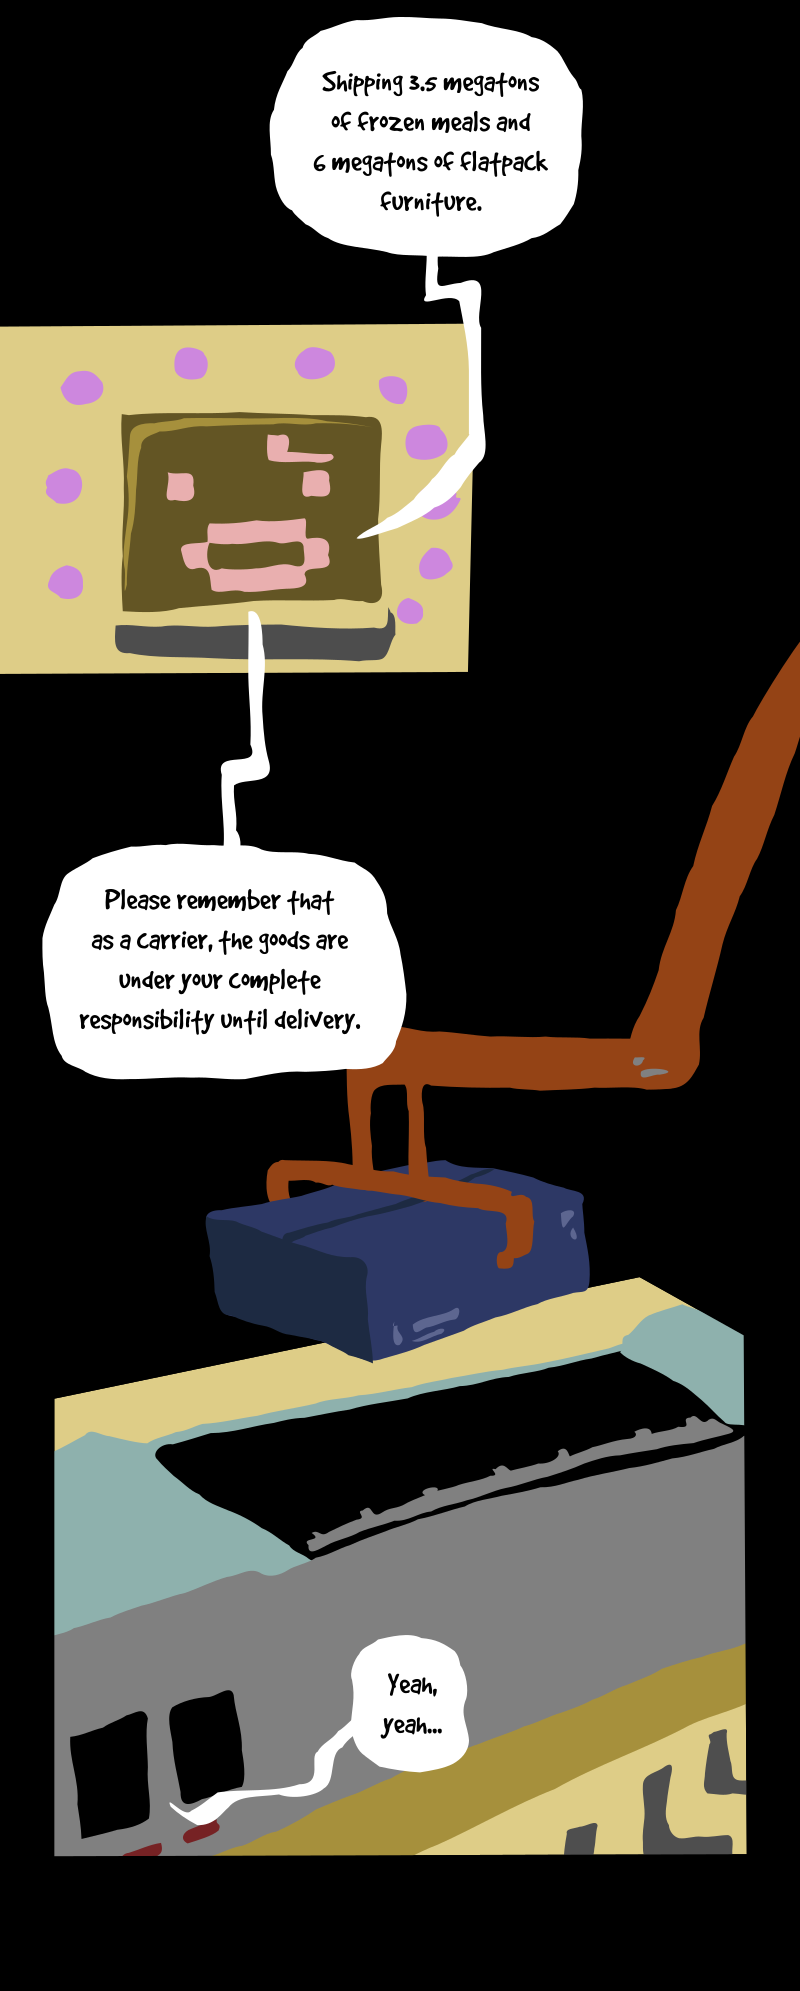 Shipping 3.5 megatons
of frozen meals and
6 megatons of flatpack
furniture.
Please remember that
as a carrier, the goods are
under your complete
responsibility until delivery.
Yeah,
yeah...